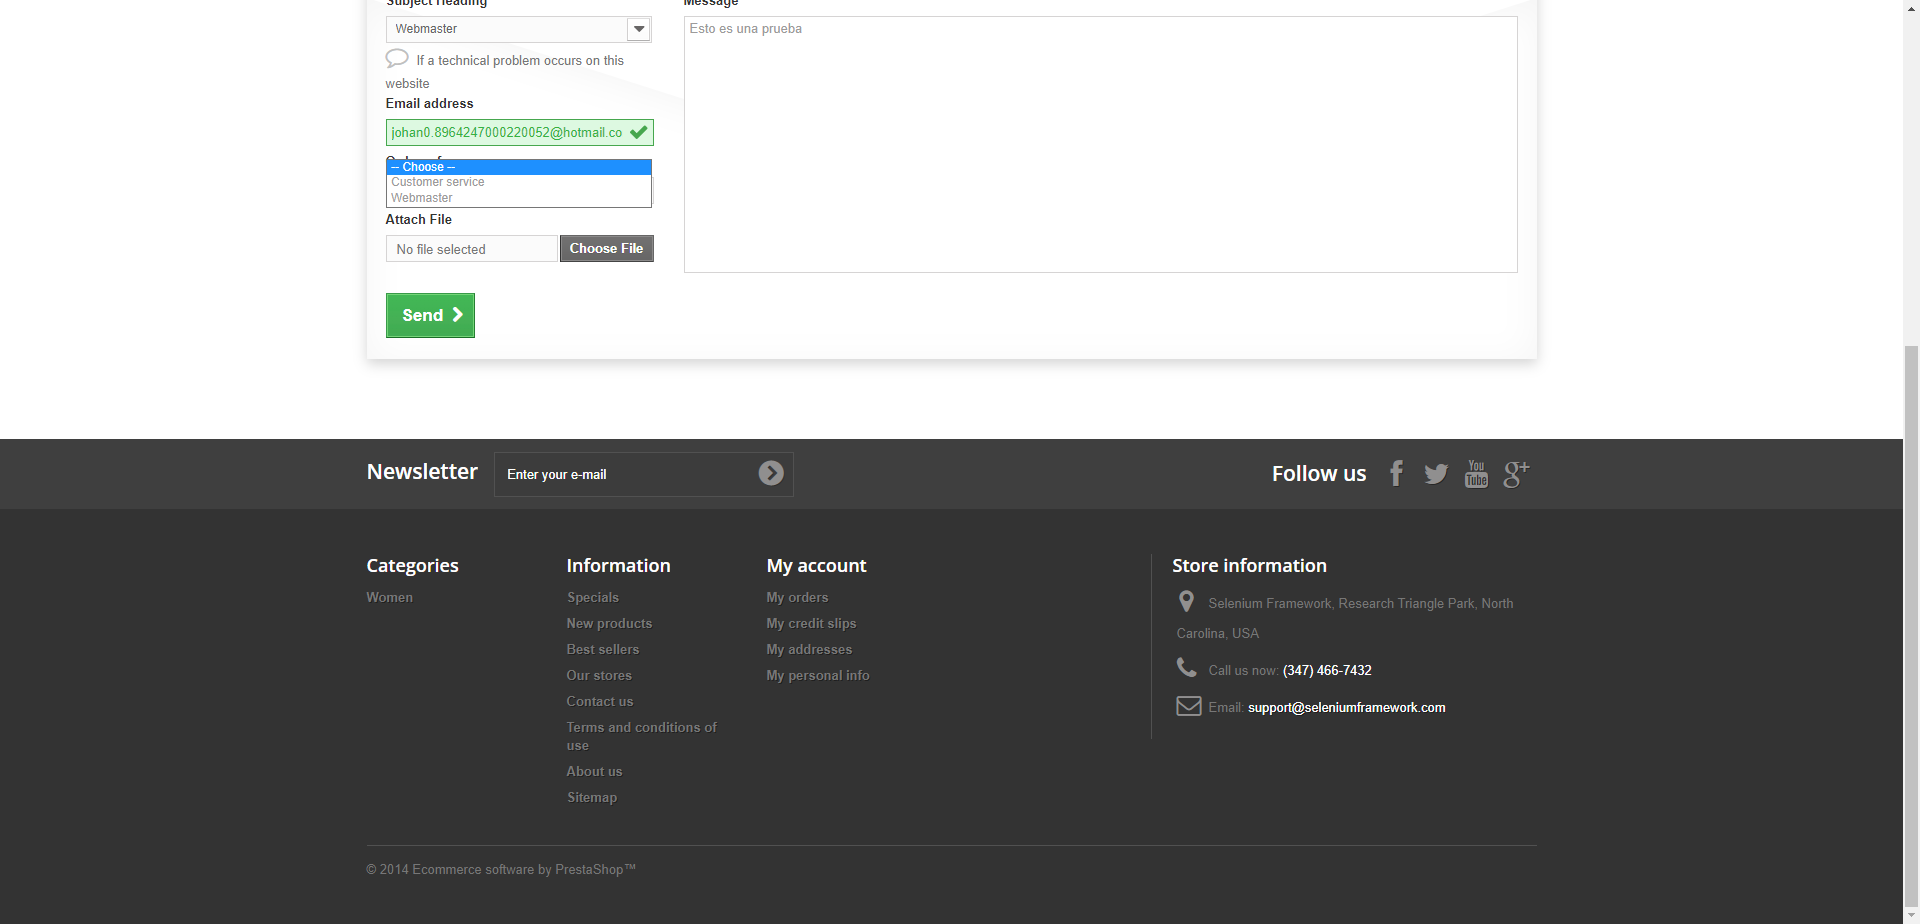 Subject Heading
Message
Webmaster
Esto es una prueba
If a technical problem occurs on this
website
Email address
johan0.8964247000220052@hotmail.co
-- Choose --
Customer service
Webmaster
Attach File
No file selected
Choose File
Send
Newsletter
Enter your e-mail
Follow us
You
Tube
g+
Categories
Women
Information
Specials
New products
Best sellers
Our stores
Contact us
Terms and conditions of
use
About us
Sitemap
My account
My orders
My credit slips
My addresses
My personal info
Store information
Selenium Framework, Research Triangle Park, North
Carolina, USA
Call us now: (347) 466-7432
Email: support@seleniumframework.com
© 2014 Ecommerce software by PrestaShop™